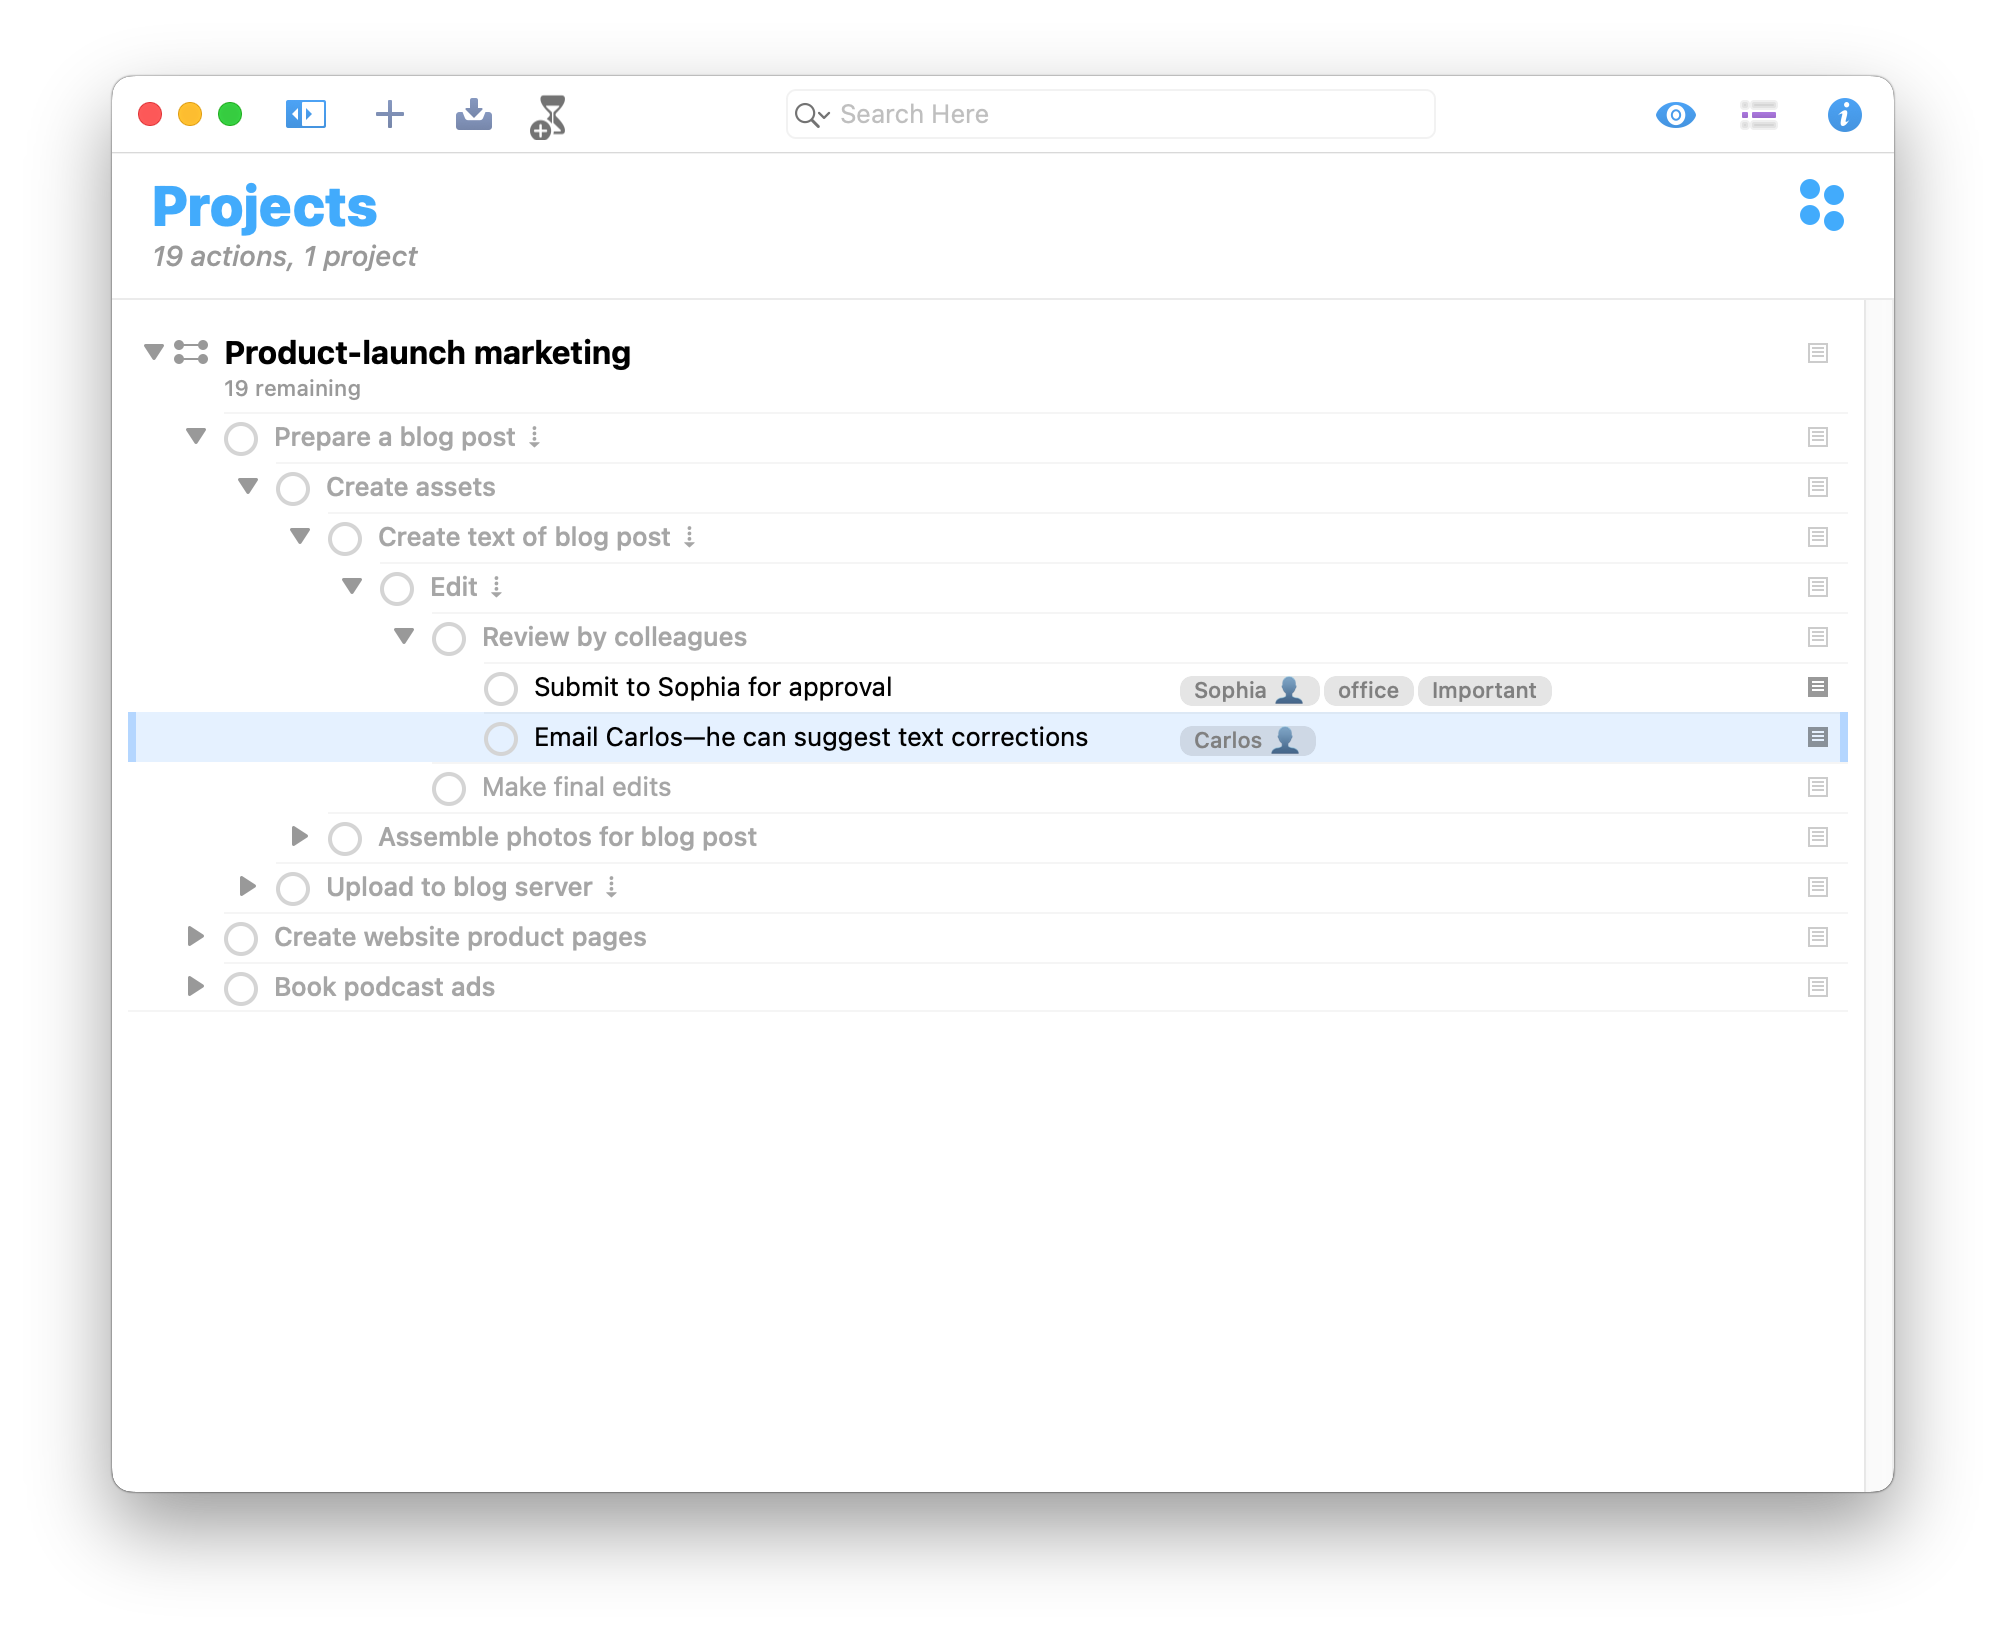 Search Here
Projects
19 actions, 1 project
Product-launch marketing
19 remaining
Prepare a blog post
Create assets
Create text of blog post
Edit
Review by colleagues
Submit to Sophia for approval Sophia 👤 office Important
Email Carlos—he can suggest text corrections Carlos 👤
Make final edits
Assemble photos for blog post
Upload to blog server
Create website product pages
Book podcast ads